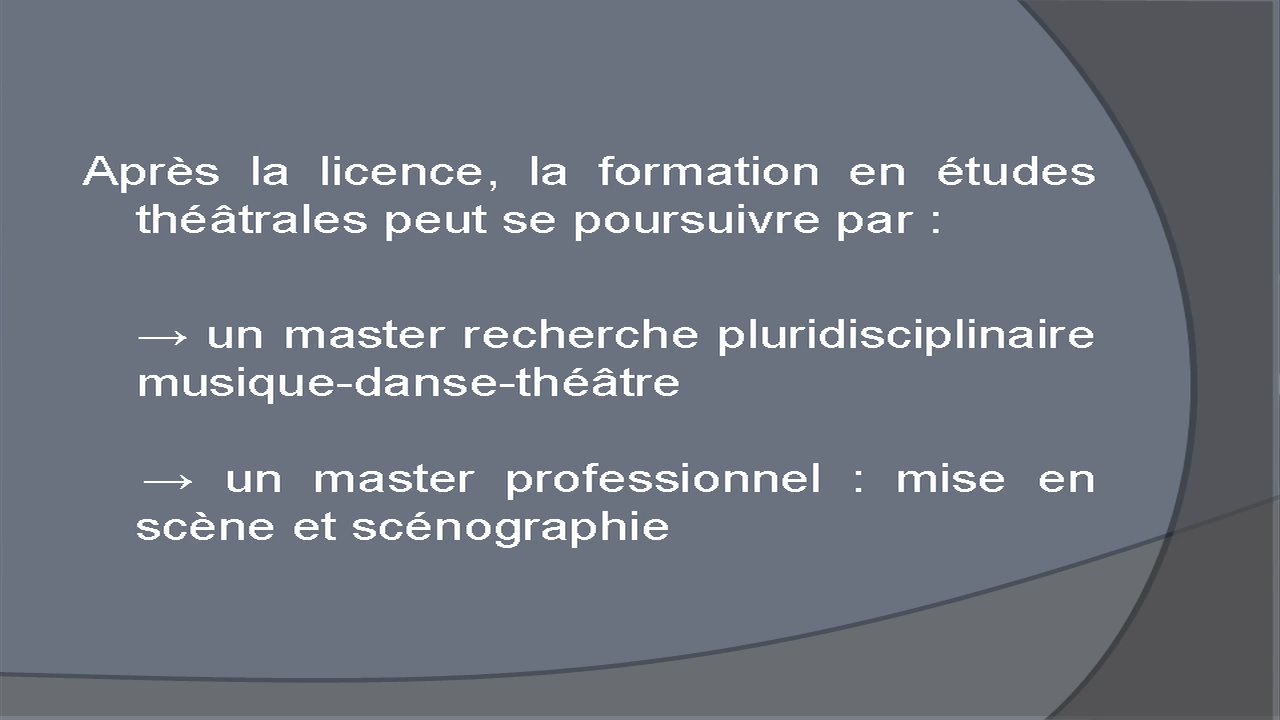 Après la licence, la formation en études
théâtrales peut se poursuivre par :
→ un master recherche pluridisciplinaire
musique-danse-théâtre
→ un master professionnel : mise en
scène et scénographie